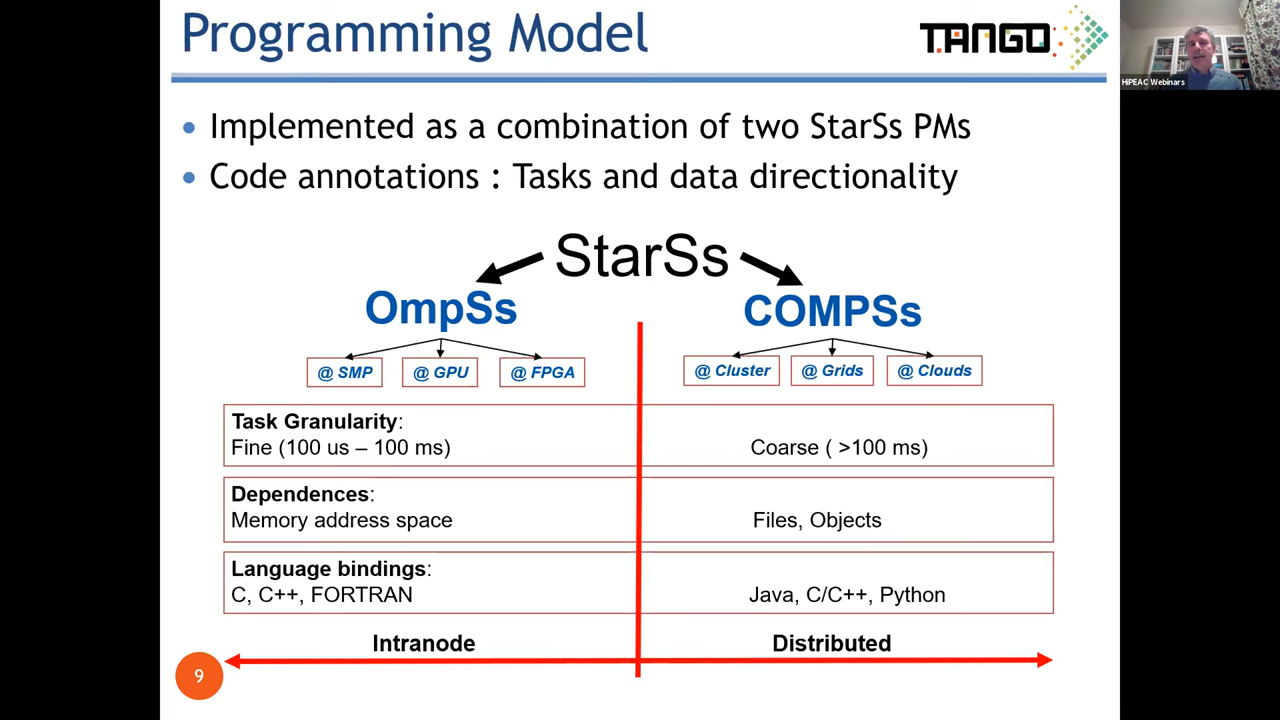 Programming Model
TANGO
HiPEAC Webinars
Implemented as a combination of two StarSs PMs
Code annotations : Tasks and data directionality
StarSs
OmpSs
COMPSs
@ SMP
@ GPU
@ FPGA
@ Cluster
@ Grids
@ Clouds
Task Granularity:
Fine (100 us – 100 ms)
Coarse ( >100 ms)
Dependences:
Memory address space
Files, Objects
Language bindings:
C, C++, FORTRAN
Java, C/C++, Python
Intranode
Distributed
9